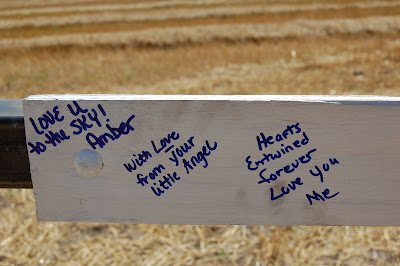 LOVE U
to the SKY!
Amber
With Love
from your
little Angel
Hearts
Entwined
forever
Love You
Me